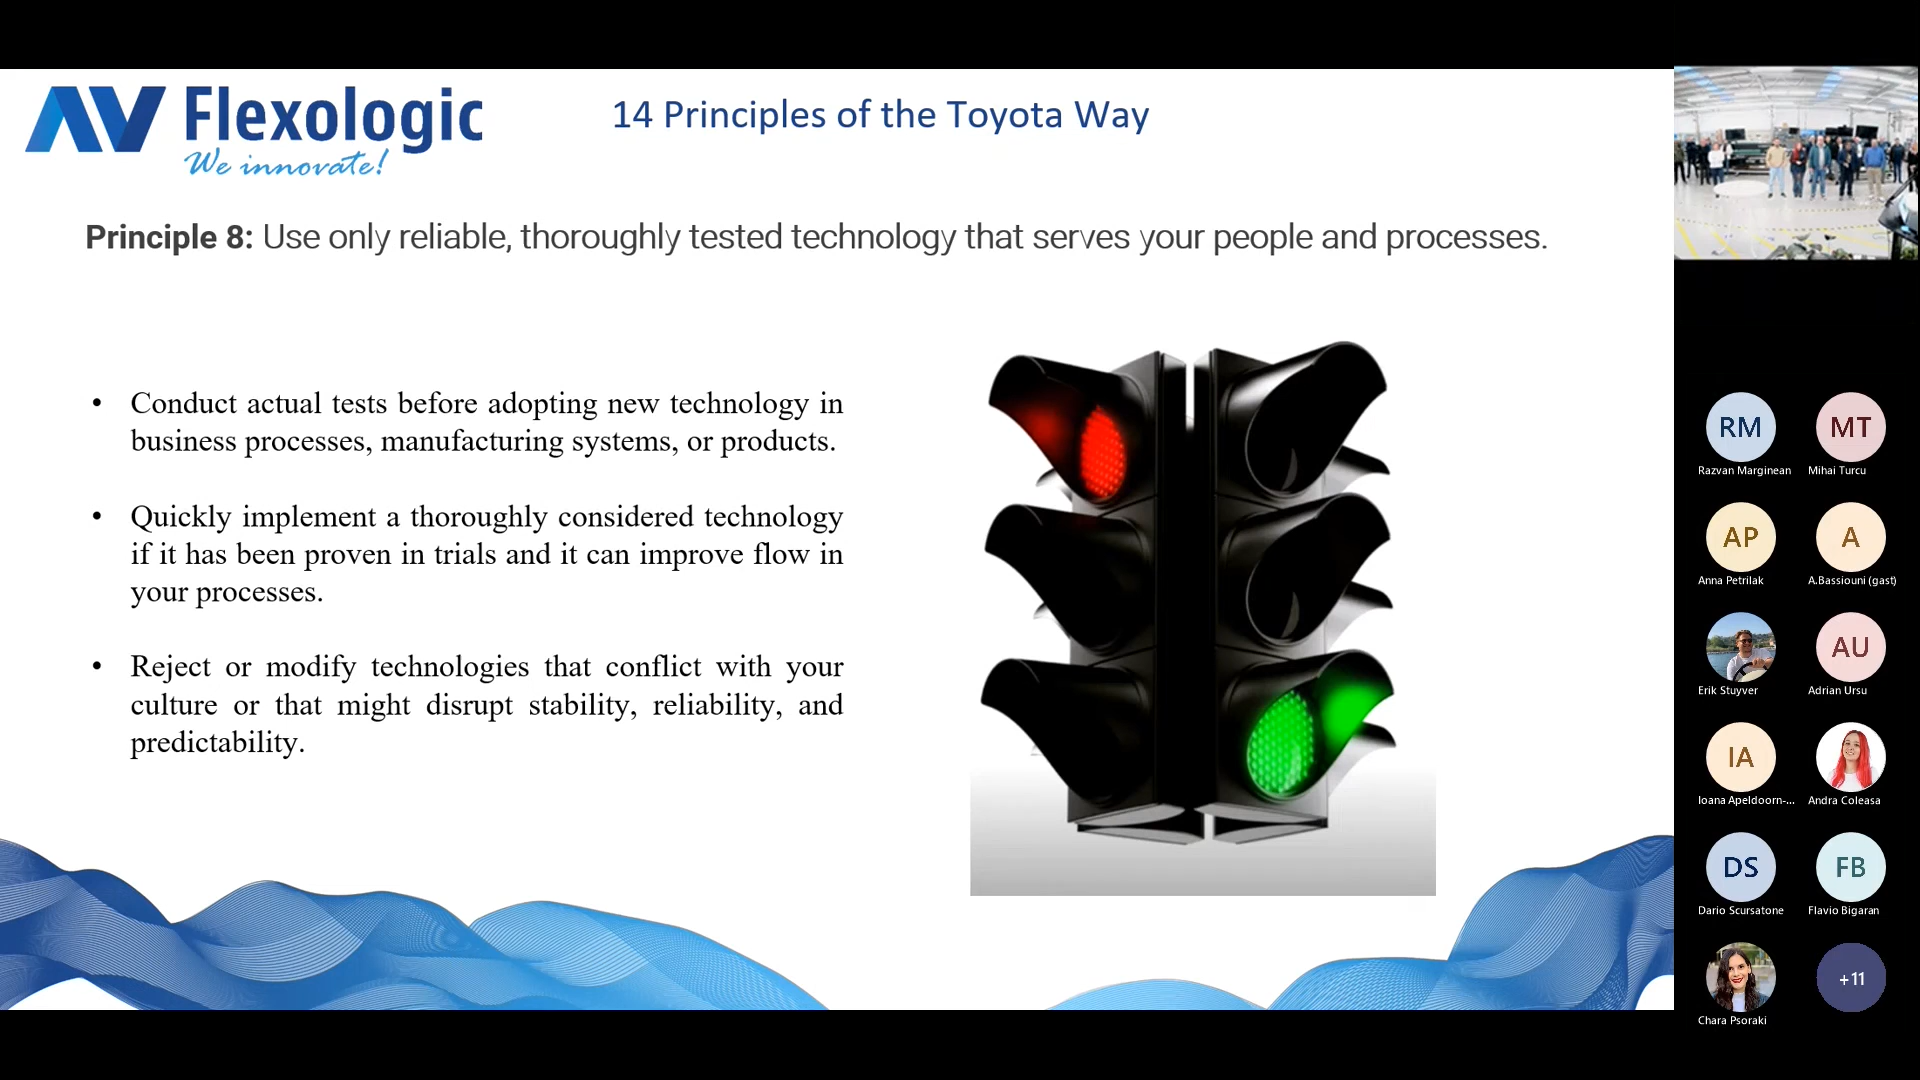 AV Flexologic
We innovate!
14 Principles of the Toyota Way
Principle 8: Use only reliable, thoroughly tested technology that serves your people and processes.
• Conduct actual tests before adopting new technology in
business processes, manufacturing systems, or products.
• Quickly implement a thoroughly considered technology
if it has been proven in trials and it can improve flow in
your processes.
• Reject or modify technologies that conflict with your
culture or that might disrupt stability, reliability, and
predictability.
RM
Razvan Marginean
MT
Mihai Turcu
AP
Anna Petrilak
A
A.Bassiouni (gast)
Erik Stuyver
AU
Adrian Ursu
IA
Ioana Apeldoorn-...
Andra Coleasa
DS
Dario Scursatone
FB
Flavio Bigaran
Chara Psoraki
+11